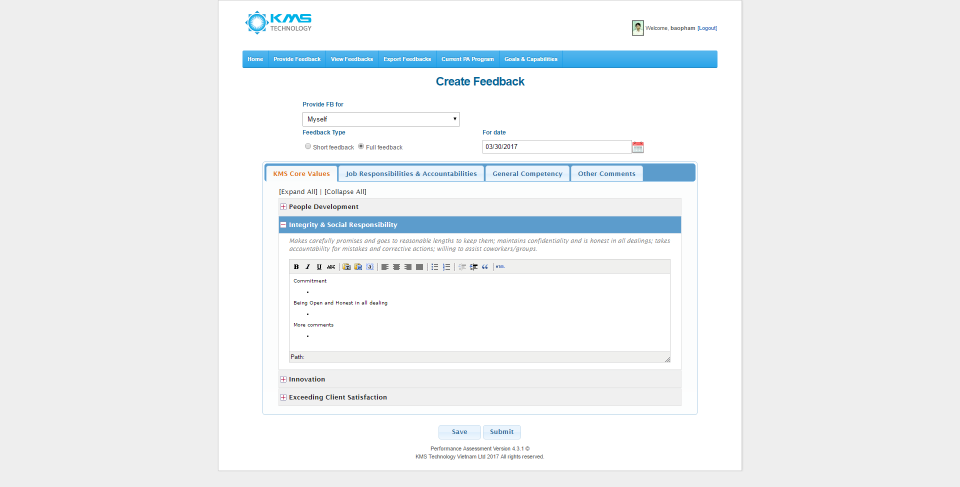 KMS
TECHNOLOGY
Welcome, baopham [Logout]
Home Provide Feedback View Feedbacks Export Feedbacks Current PA Program Goals & Capabilities
Create Feedback
Provide FB for
Myself
Feedback Type For date
Short feedback Full feedback 03/30/2017
KMS Core Values Job Responsibilities & Accountabilities General Competency Other Comments
[Expand All] | [Collapse All]
People Development
Integrity & Social Responsibility
Makes carefully promises and goes to reasonable lengths to keep them; maintains confidentiality and is honest in all dealings; takes
accountability for mistakes and corrective actions; willing to assist coworkers/groups.
B I U ABC HTML
Commitment
Being Open and Honest in all dealing
More comments
Path:
Innovation
Exceeding Client Satisfaction
Save Submit
Performance Assessment Version 4.3.1 ©
KMS Technology Vietnam Ltd 2017 All rights reserved.